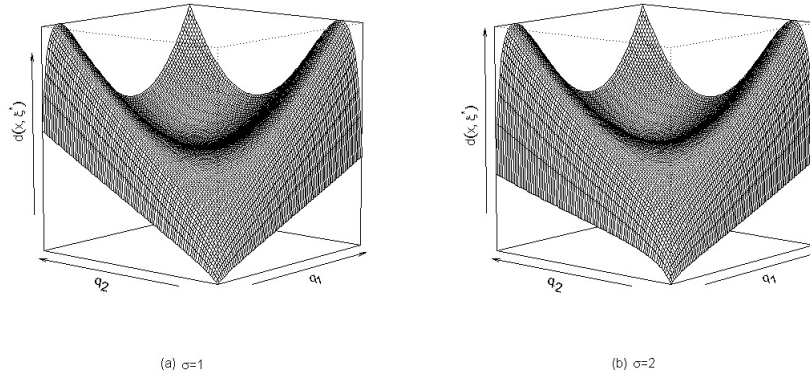 d(x, ξ*)
q₂
q₁
(a) σ=1
d(x, ξ*)
q₂
q₁
(b) σ=2